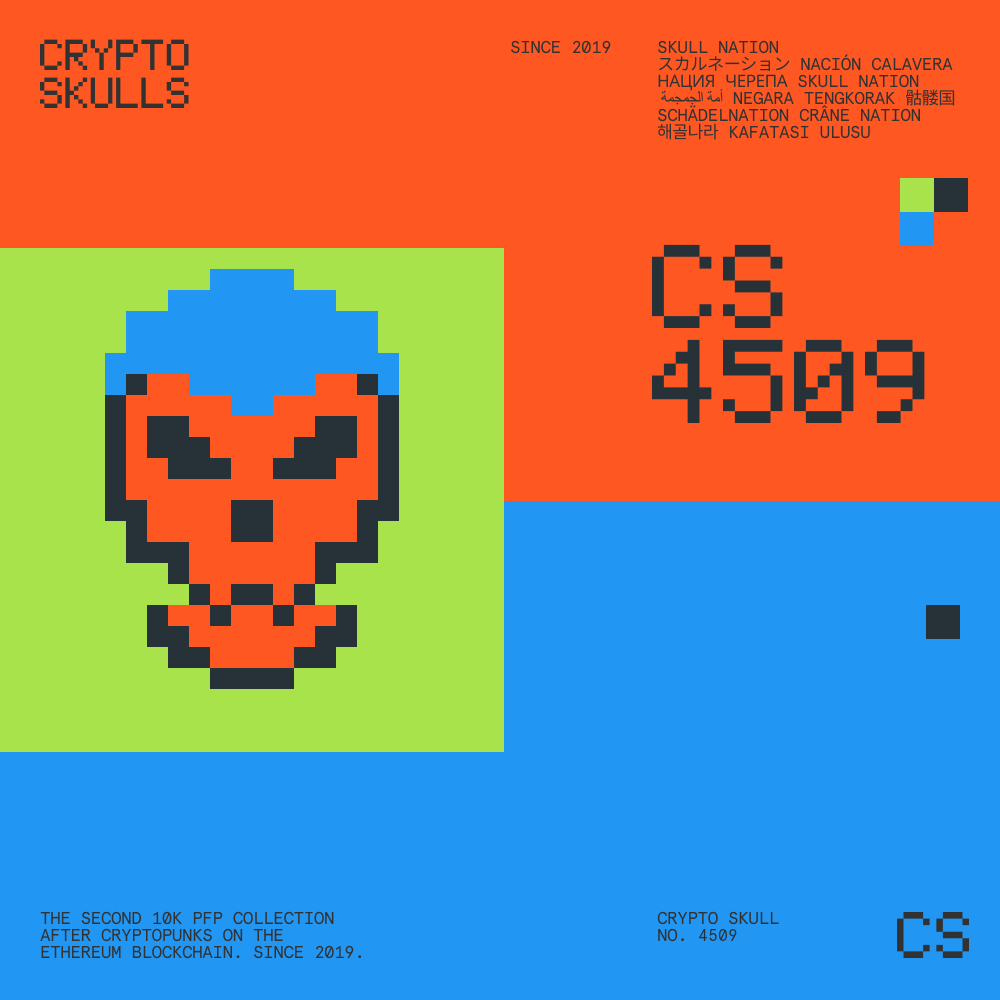 CRYPTO
SKULLS
SINCE 2019
SKULL NATION
スカルネーション NACIÓN CALAVERA
НАЦИЯ ЧЕРЕПА SKULL NATION
أمة الجمجمة NEGARA TENGKORAK 骷髅国
SCHÄDELNATION CRÂNE NATION
해골나라 KAFATASI ULUSU
CS
4509
THE SECOND 10K PFP COLLECTION
AFTER CRYPTOPUNKS ON THE
ETHEREUM BLOCKCHAIN. SINCE 2019.
CRYPTO SKULL
NO. 4509
CS